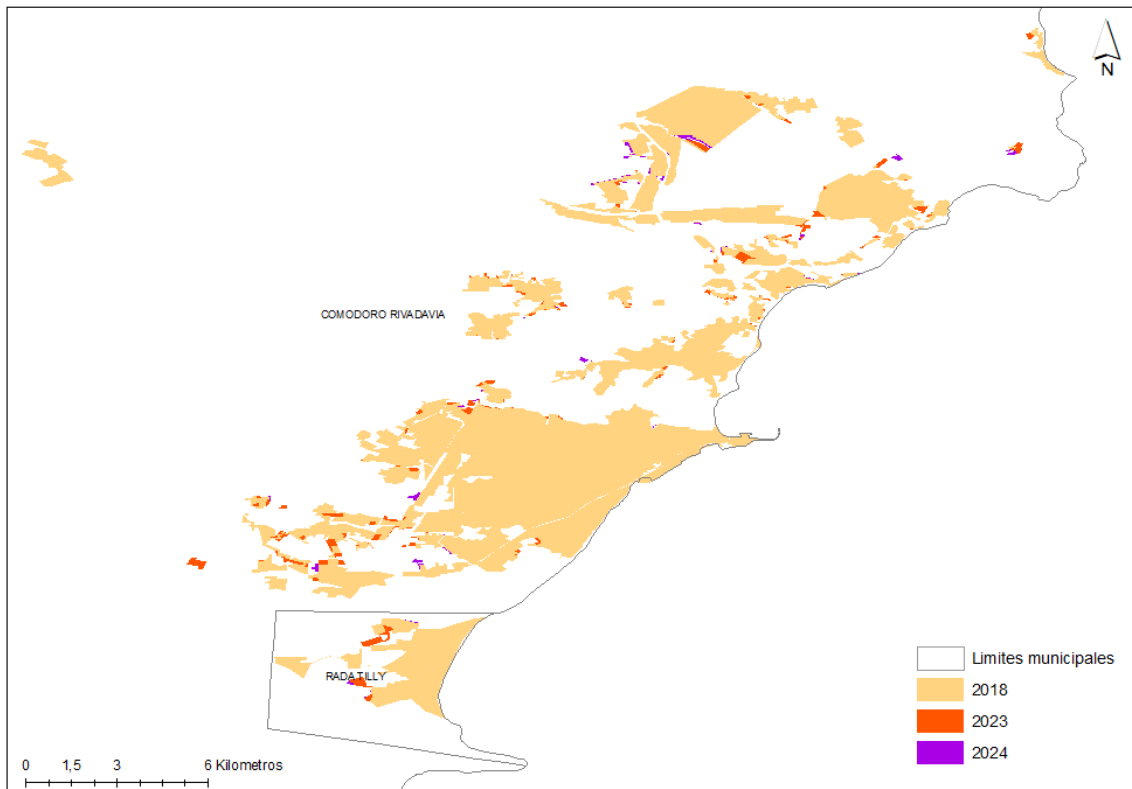 N
COMODORO RIVADAVIA
RADA TILLY
Limites municipales
2018
2023
2024
0 1,5 3 6 Kilometros